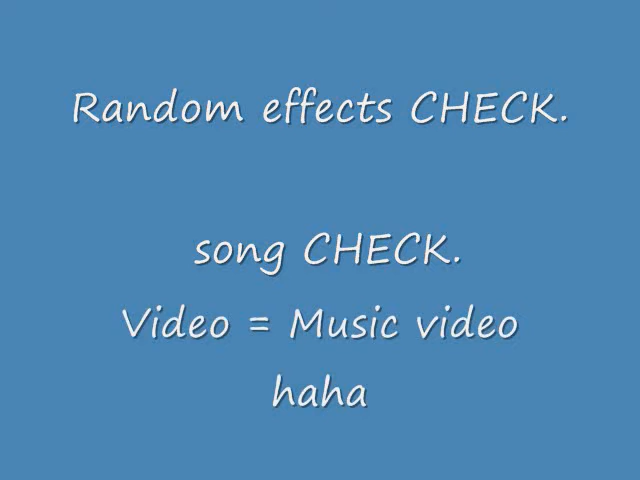 Random effects CHECK.
song CHECK.
Video = Music video
haha